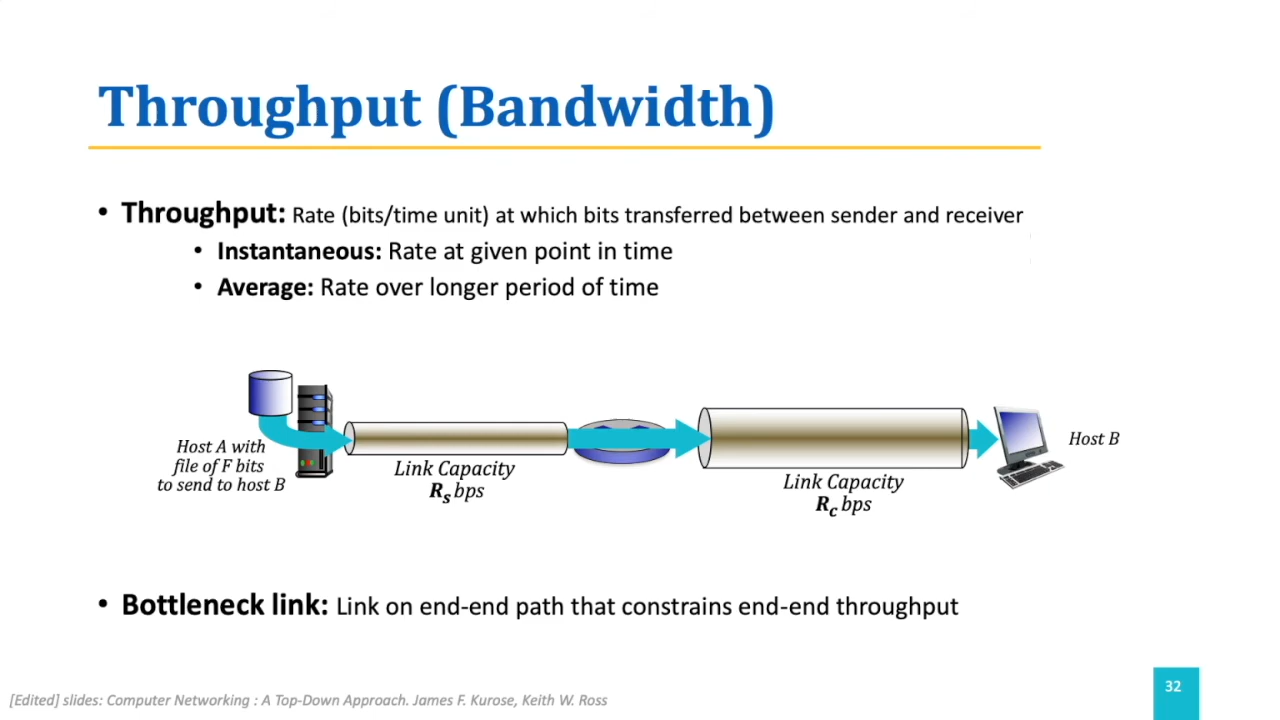 Throughput (Bandwidth)
• Throughput: Rate (bits/time unit) at which bits transferred between sender and receiver
• Instantaneous: Rate at given point in time
• Average: Rate over longer period of time
Host A with
file of F bits
to send to host B
Link Capacity
Rs bps
Link Capacity
Rc bps
Host B
• Bottleneck link: Link on end-end path that constrains end-end throughput
[Edited] slides: Computer Networking : A Top-Down Approach. James F. Kurose, Keith W. Ross
32